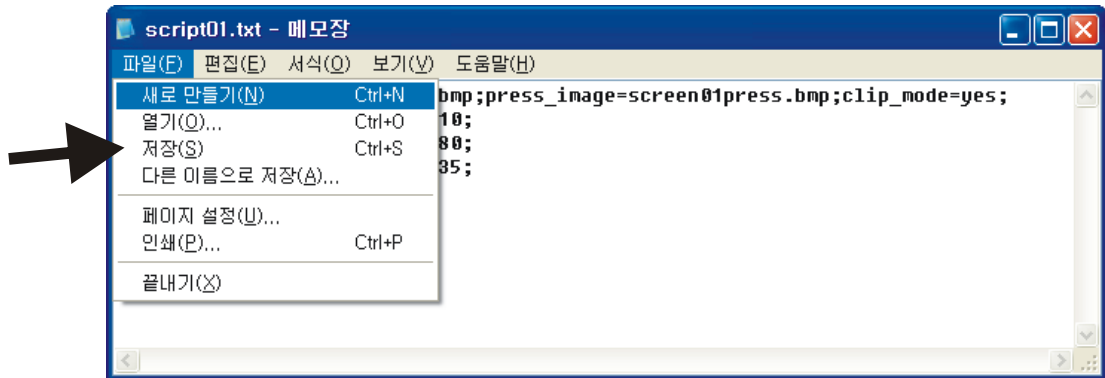 script01.txt - 메모장
파일(F) 편집(E) 서식(O) 보기(V) 도움말(H)
새로 만들기(N) Ctrl+N bmp;press_image=screen01press.bmp;clip_mode=yes;
열기(O)... Ctrl+O 10;
저장(S) Ctrl+S 80;
다른 이름으로 저장(A)... 35;
페이지 설정(U)...
인쇄(P)... Ctrl+P
끝내기(X)